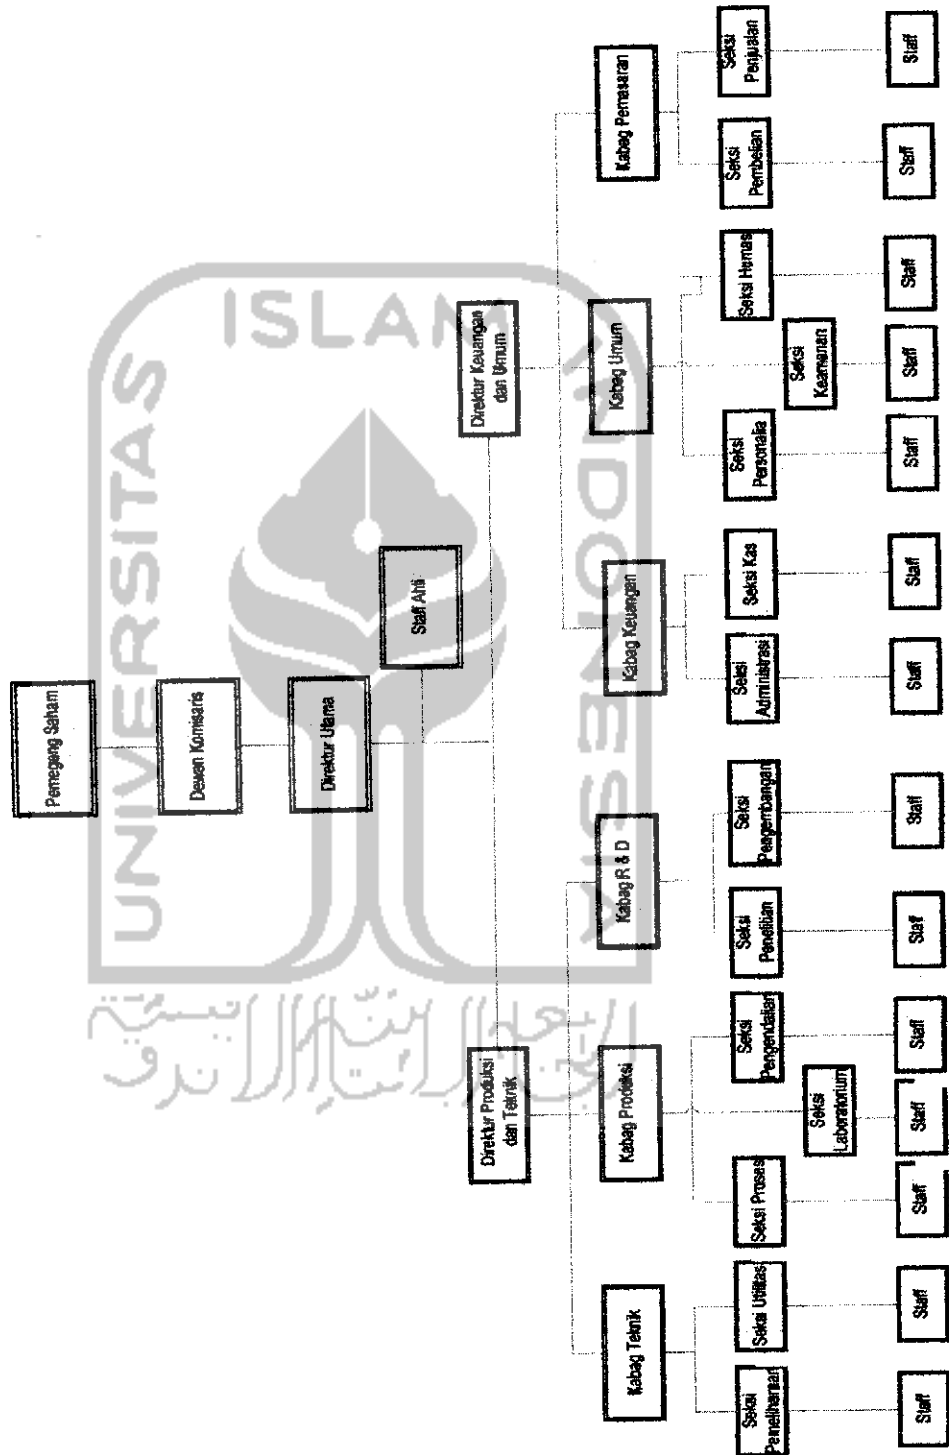 Pemegang Saham
Dewan Komisaris
Direktur Utama
Staff Ahli
Direktur Produksi
dan Teknik
Direktur Keuangan
dan Umum
Kabag Teknik
Kabag Produksi
Kabag R & D
Kabag Keuangan
Kabag Umum
Kabag Pemasaran
Seksi
Pemeliharaan
Seksi Utilitas
Seksi Proses
Seksi
Laboratorium
Seksi
Pengendalian
Seksi
Penelitian
Seksi
Pengembangan
Seksi
Administrasi
Seksi Kas
Seksi
Personalia
Seksi
Keamanan
Seksi Humas
Seksi
Pembelian
Seksi
Penjualan
Staff
Staff
Staff
Staff
Staff
Staff
Staff
Staff
Staff
Staff
Staff
Staff
Staff
Staff
UNIVERSITAS
ISLAM
INDONESIA